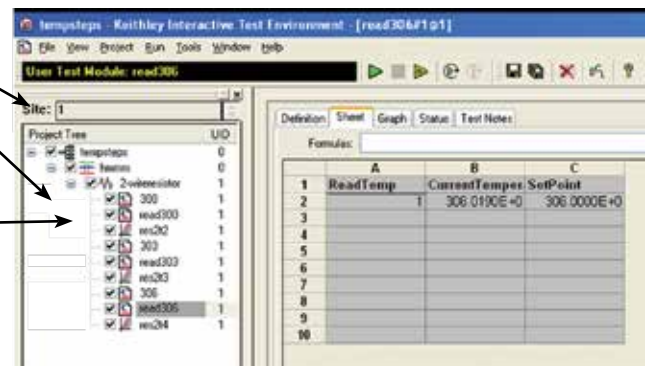 tempsteps - Keithley Interactive Test Environment - [read306#1@1]
File View Project Run Tools Window Help
User Test Module: read306
Site: 1
Project Tree UID
tempsteps 0
0
2-wireresistor 1
300 1
read300 1
res2t2 1
303 1
read303 1
res2t3 1
306 1
read306 1
res2t4 1
Definition Sheet Graph Status Test Notes
Formulas:
A B C
1 ReadTemp CurrentTemper SetPoint
2 1 306.0190E+0 306.0000E+0
3
4
5
6
7
8
9
10